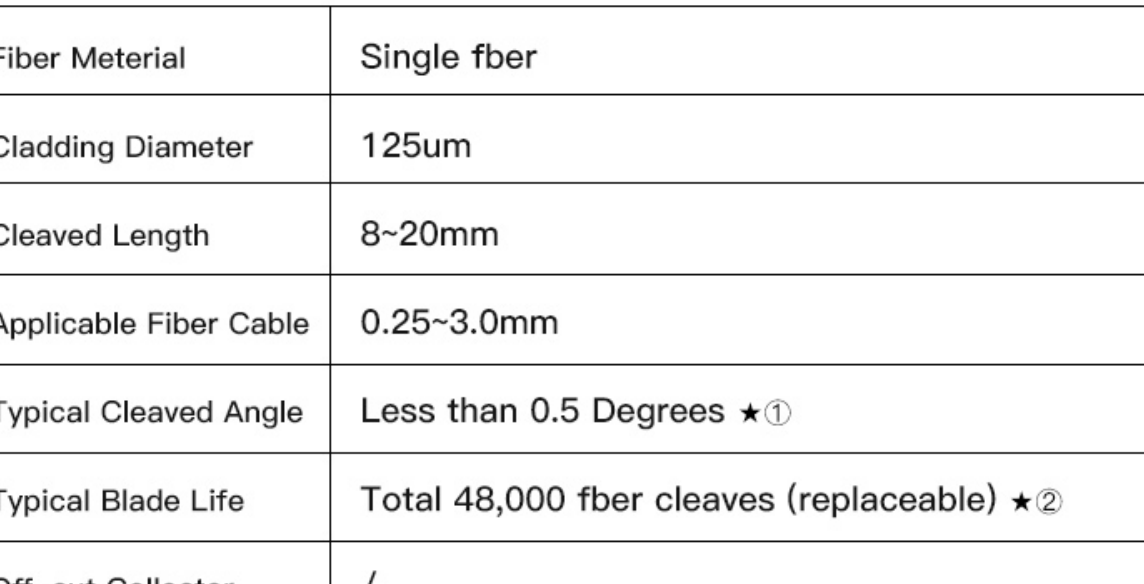 Fiber Meterial
Single fber
Cladding Diameter
125um
Cleaved Length
8~20mm
Applicable Fiber Cable
0.25~3.0mm
Typical Cleaved Angle
Less than 0.5 Degrees ★①
Typical Blade Life
Total 48,000 fber cleaves (replaceable) ★②
/